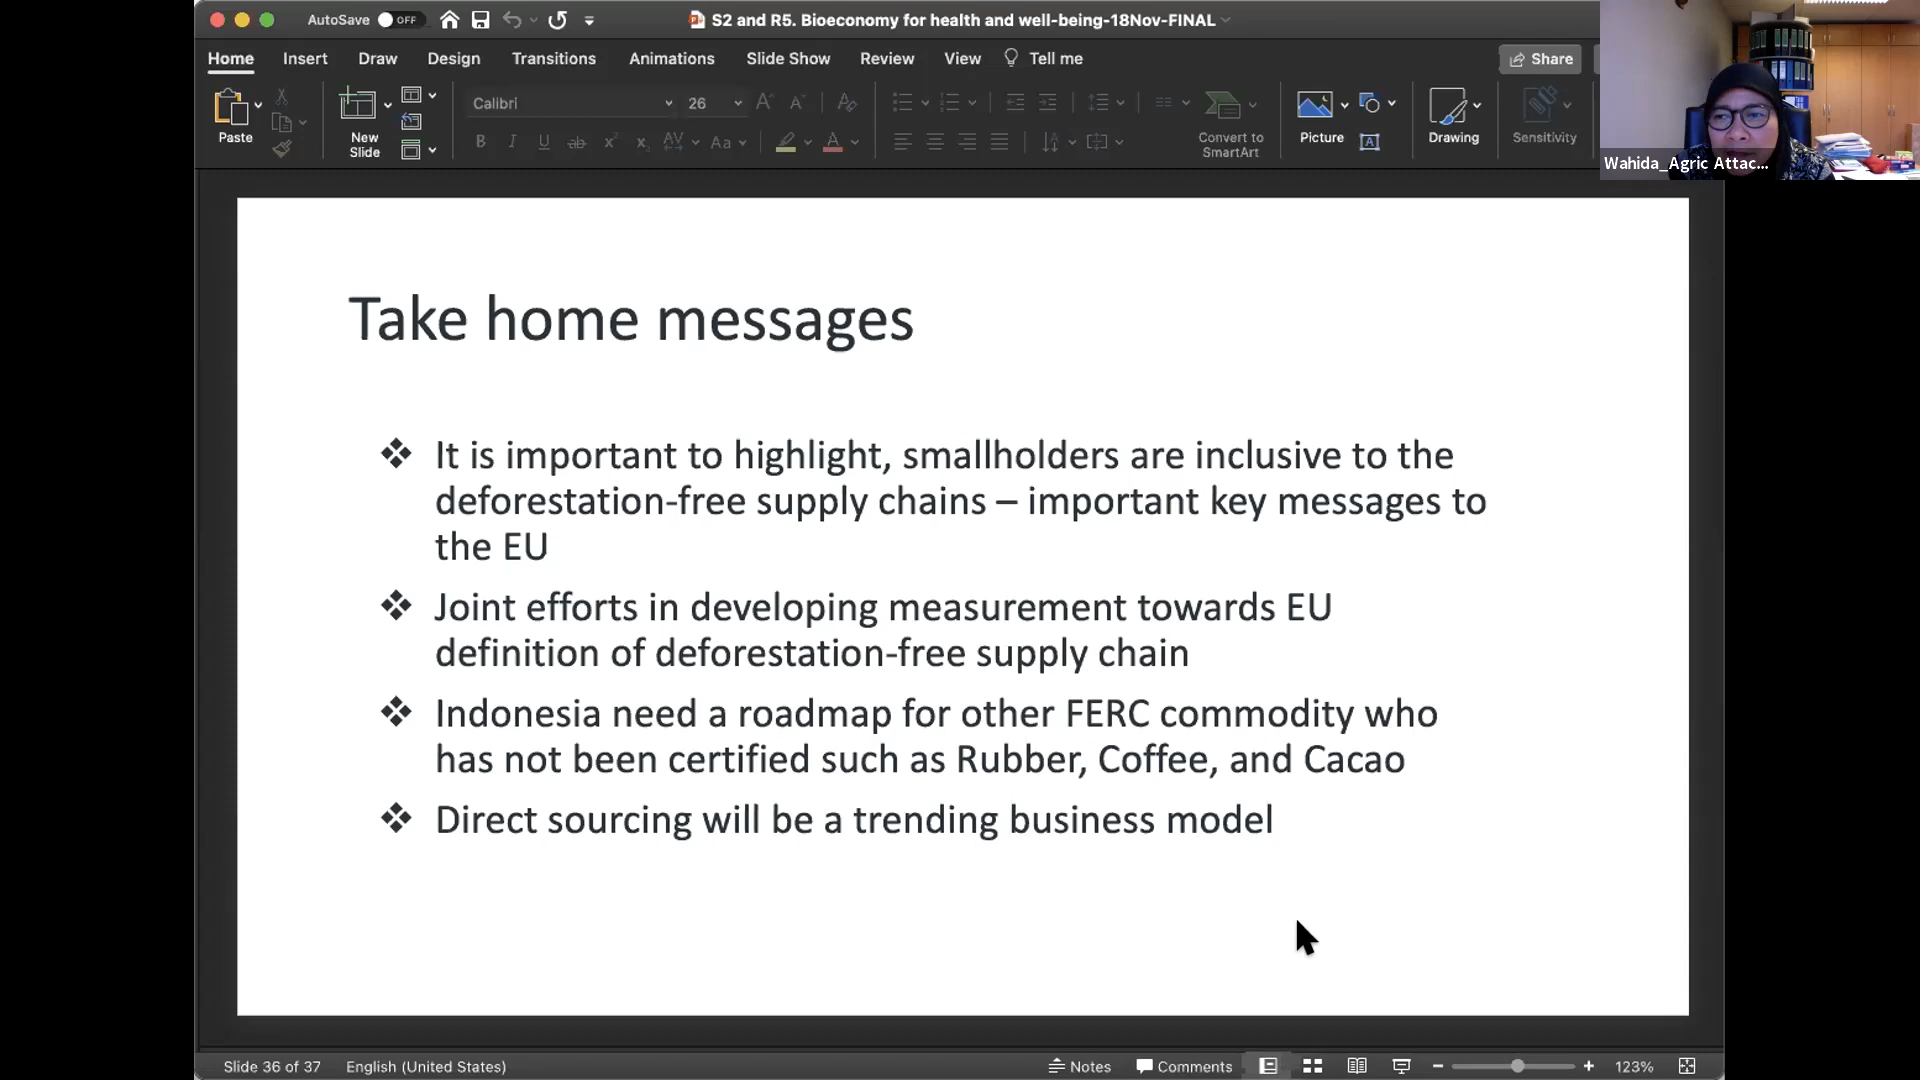 AutoSave OFF
S2 and R5. Bioeconomy for health and well-being-18Nov-FINAL
Home Insert Draw Design Transitions Animations Slide Show Review View Tell me
Share
Paste
New
Slide
Calibri 26
B I U ab x² x₂ AV Aa A
Convert to
SmartArt
Picture
Drawing
Sensitivity
Wahida_Agric Attac...
Take home messages
❖ It is important to highlight, smallholders are inclusive to the
deforestation-free supply chains – important key messages to
the EU
❖ Joint efforts in developing measurement towards EU
definition of deforestation-free supply chain
❖ Indonesia need a roadmap for other FERC commodity who
has not been certified such as Rubber, Coffee, and Cacao
❖ Direct sourcing will be a trending business model
Slide 36 of 37 English (United States) Notes Comments 123%